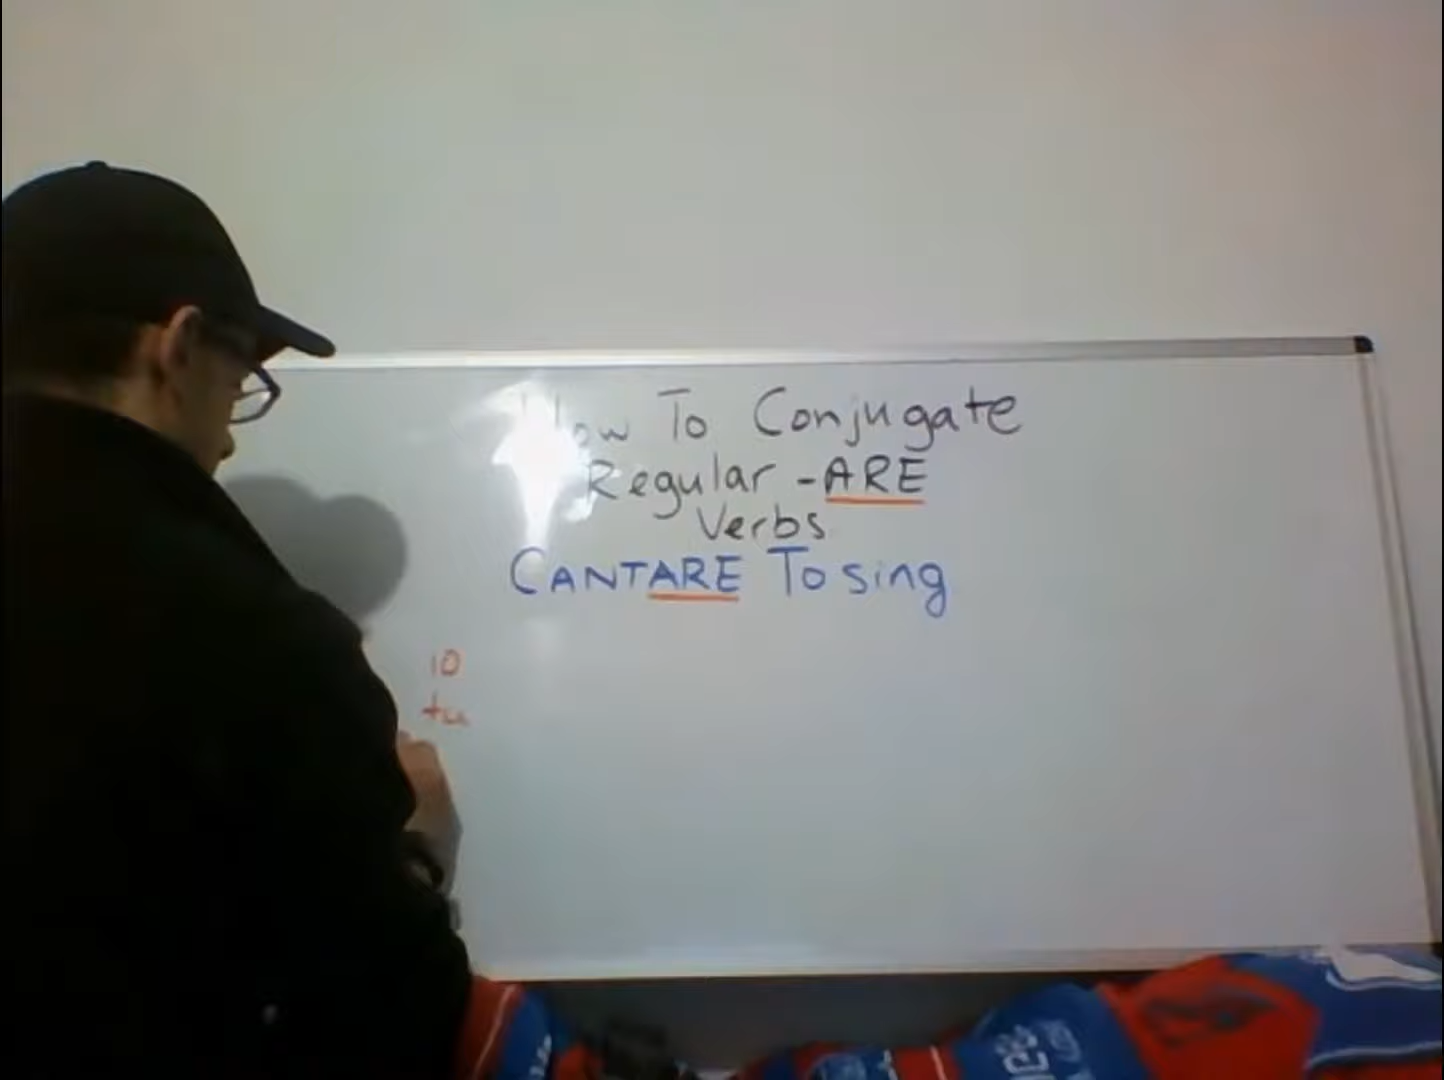 How To Conjugate
Regular -ARE
Verbs
CANTARE To sing
io
tu